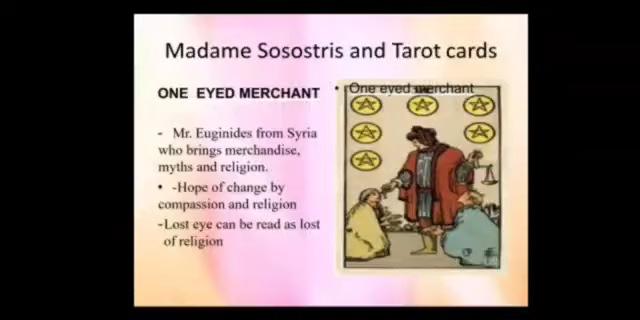 Madame Sosostris and Tarot cards
ONE EYED MERCHANT
- Mr. Euginides from Syria
who brings merchandise,
myths and religion.
• -Hope of change by
compassion and religion
-Lost eye can be read as lost
of religion
• One eyed merchant